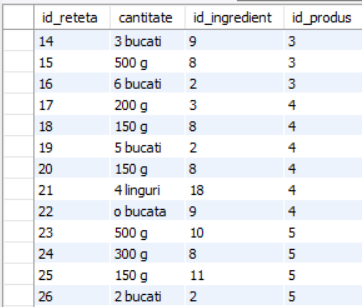 id_reteta cantitate id_ingredient id_produs
14 3 bucati 9 3
15 500 g 8 3
16 6 bucati 2 3
17 200 g 3 4
18 150 g 8 4
19 5 bucati 2 4
20 150 g 8 4
21 4 linguri 18 4
22 o bucata 9 4
23 500 g 10 5
24 300 g 8 5
25 150 g 11 5
26 2 bucati 2 5